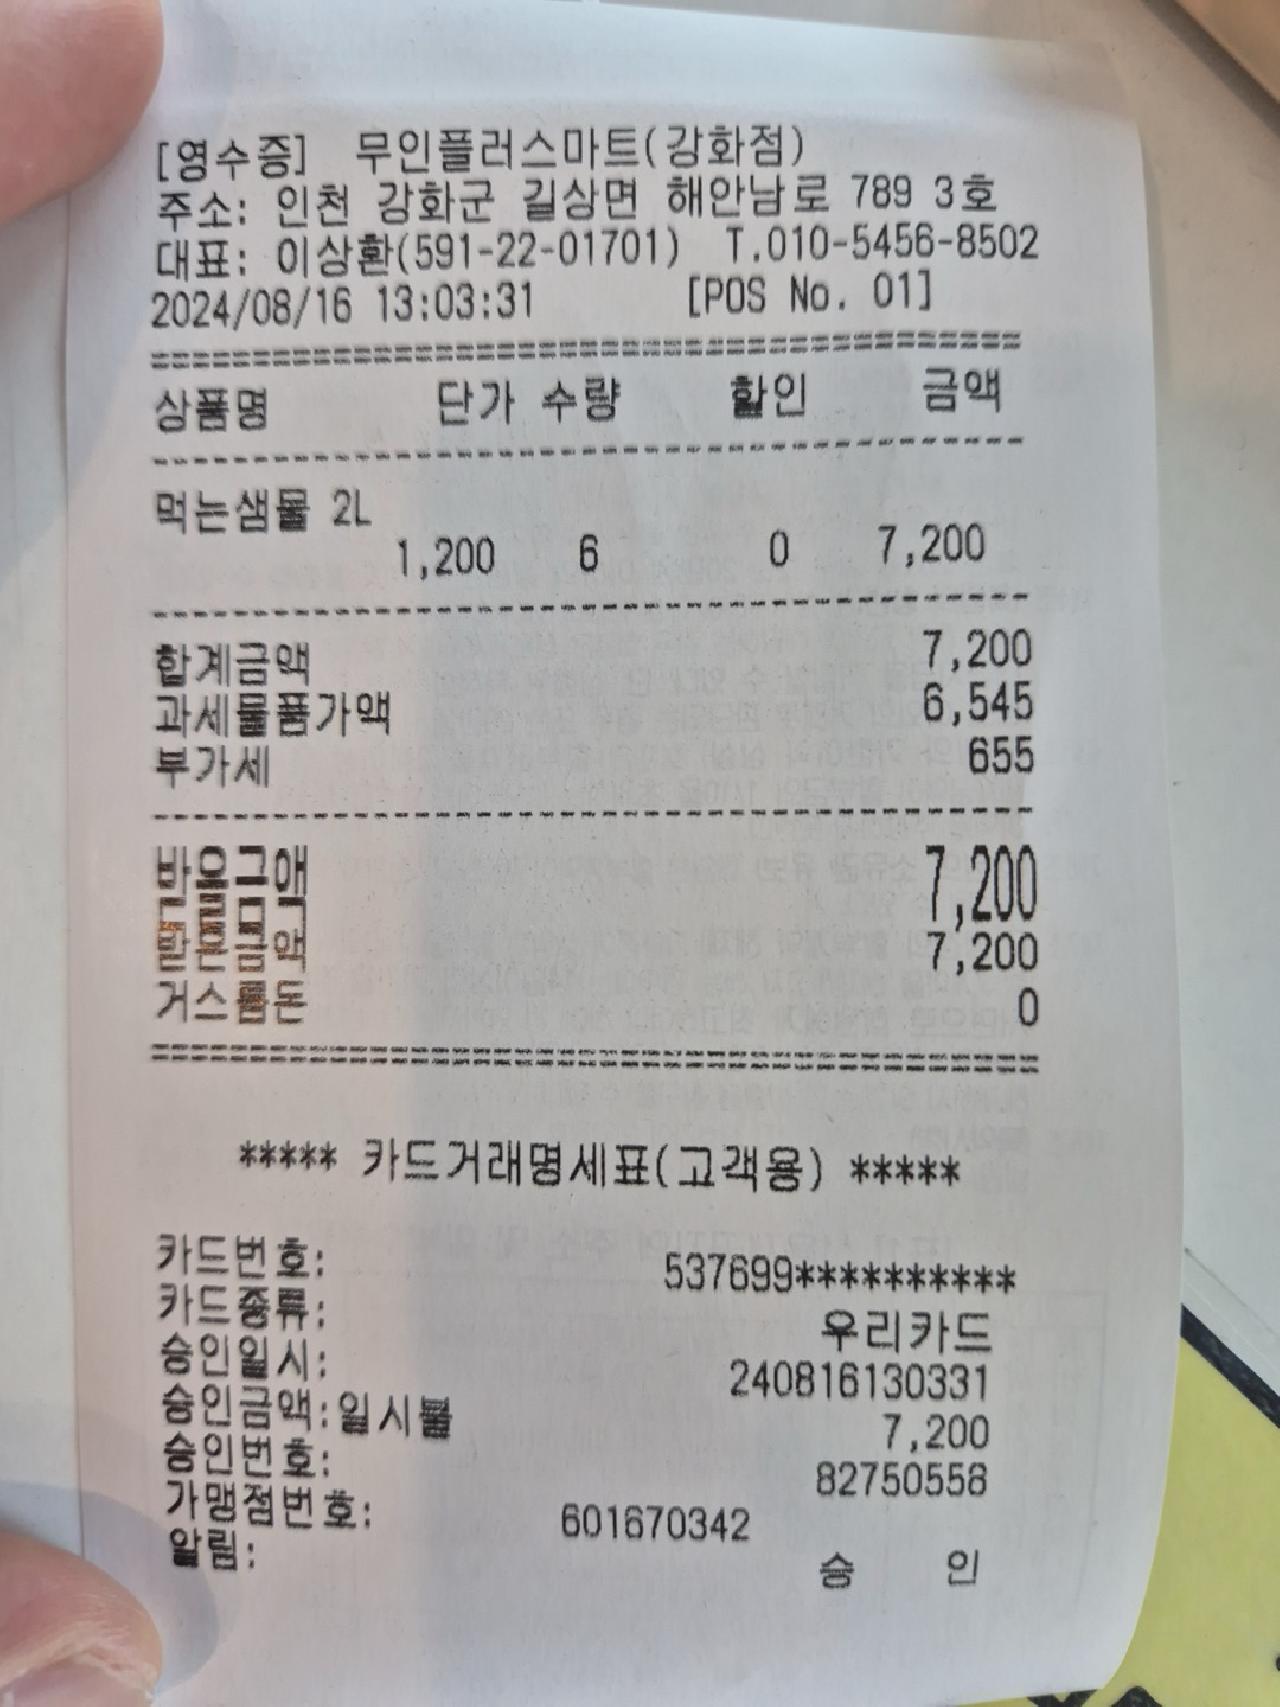 [영수증] 무인플러스마트(강화점)
주소: 인천 강화군 길상면 해안남로 789 3호
대표: 이상환(591-22-01701) T.010-5456-8502
2024/08/16 13:03:31 [POS No. 01]
==========================================
상품명 단가 수량 할인 금액
------------------------------------------
먹는샘물 2L
1,200 6 0 7,200
------------------------------------------
합계금액 7,200
과세물품가액 6,545
부가세 655
------------------------------------------
받을금액 7,200
받은금액 7,200
거스름돈 0
==========================================
***** 카드거래명세표(고객용) *****
카드번호: 537699**********
카드종류: 우리카드
승인일시: 240816130331
승인금액:일시불 7,200
승인번호: 82750558
가맹점번호: 601670342
알림: 승 인